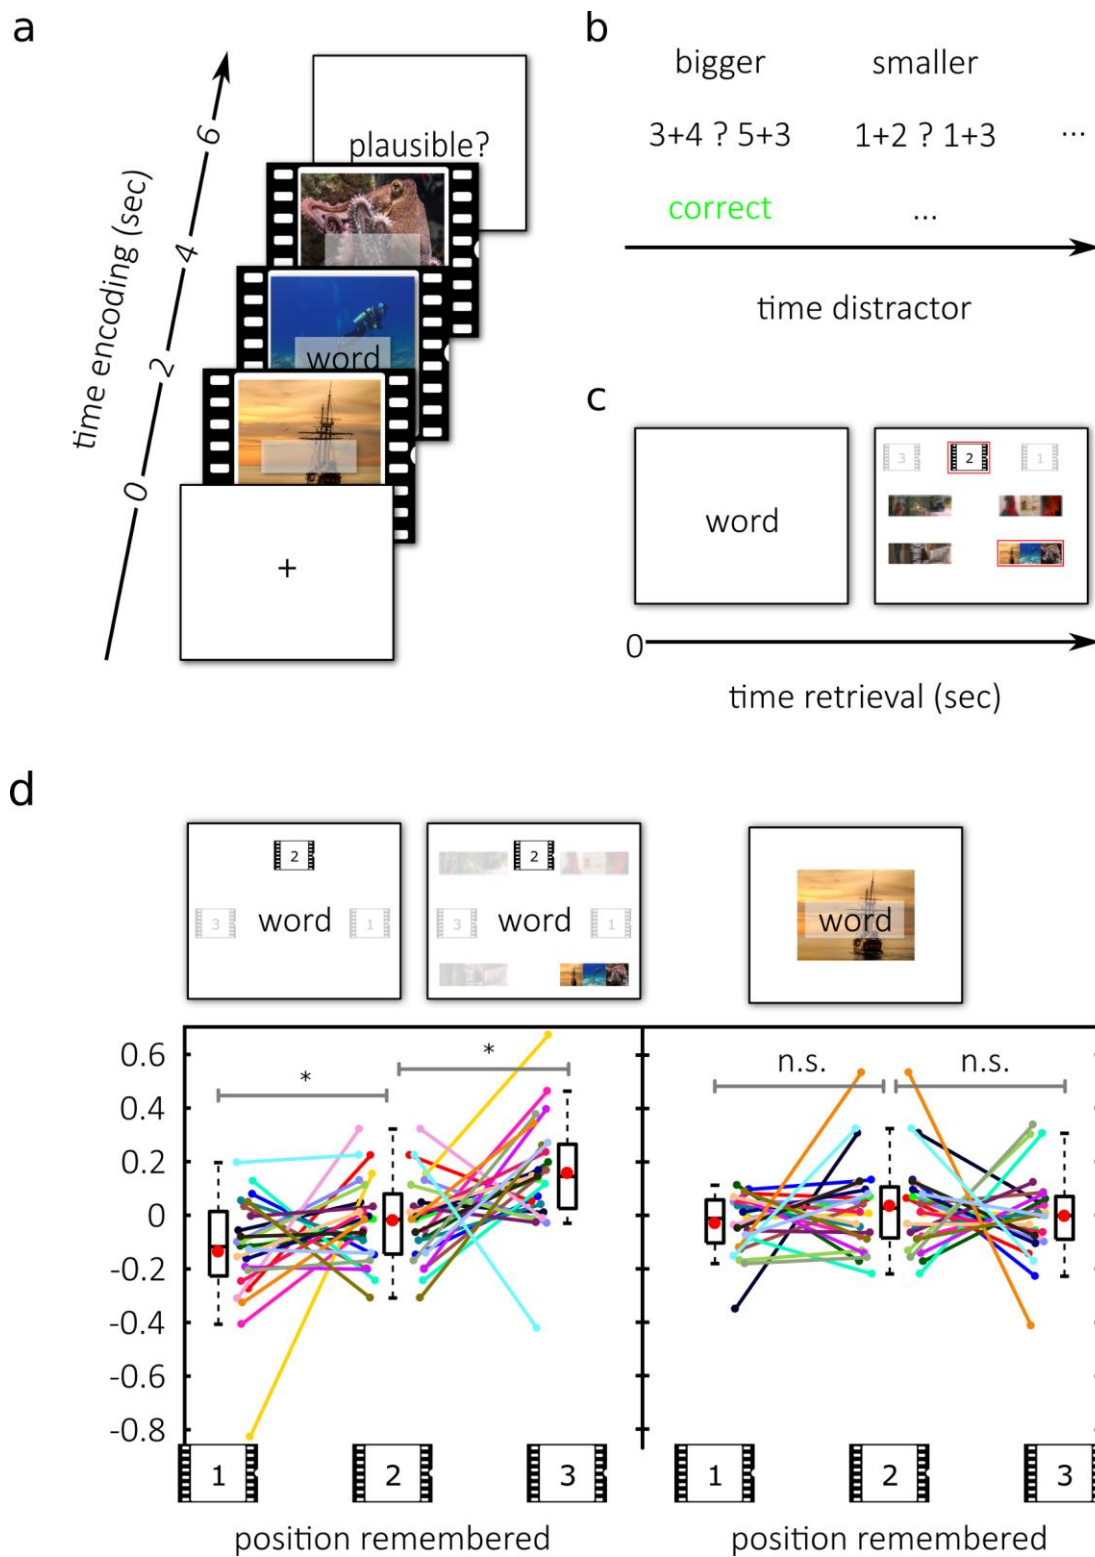 a
time encoding (sec)
0 2 4 6
plausible?
word
+
b
bigger smaller
3+4 ? 5+3 1+2 ? 1+3 ...
correct ...
time distractor
c
word
3 2 1
0
time retrieval (sec)
d
2
3 word 1
2
3 word 1
word
* *
n.s. n.s.
0.6
0.4
0.2
0
-0.2
-0.4
-0.6
-0.8
1 2 3
1 2 3
position remembered
position remembered